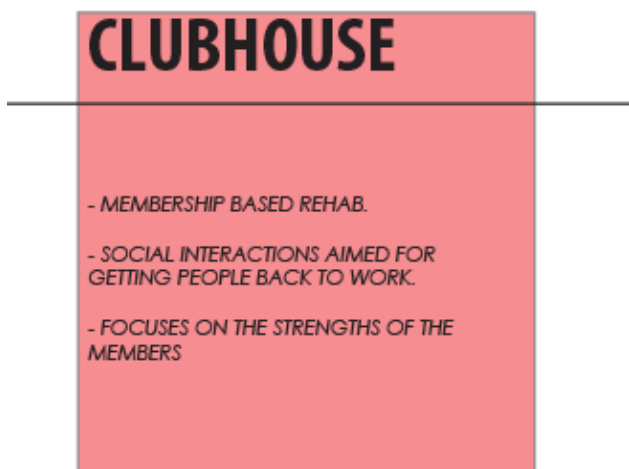 CLUBHOUSE
- MEMBERSHIP BASED REHAB.
- SOCIAL INTERACTIONS AIMED FOR
GETTING PEOPLE BACK TO WORK.
- FOCUSES ON THE STRENGTHS OF THE
MEMBERS